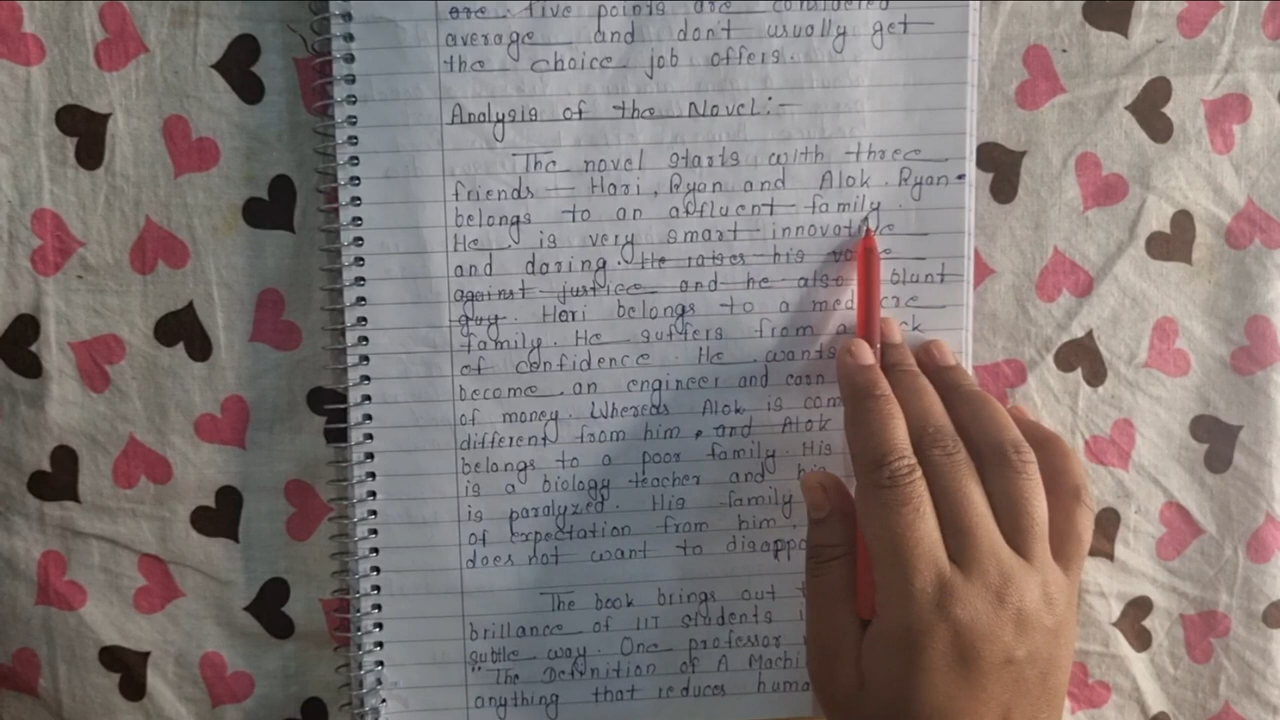 are five points are considered
average and don't usually get
the choice job offers.
Analysis of the Novel:-
The novel starts with three
friends — Hari, Ryan and Alok. Ryan
belongs to an affluent family.
He is very smart innovative
and daring. He raises his vo
against justice and he also blunt
guy. Hari belongs to a med cre
family. He suffers from a ck
of confidence. He wants
become an engineer and earn
of money. Whereas Alok is com
different from him, and Alok
belongs to a poor family. His
is a biology teacher and his
is paralyzed. His family
of expectation from him.
does not want to disappo
The book brings out t
brillance of IIT students i
subtle way. One professor
"The Definition of A Machi
anything that reduces huma